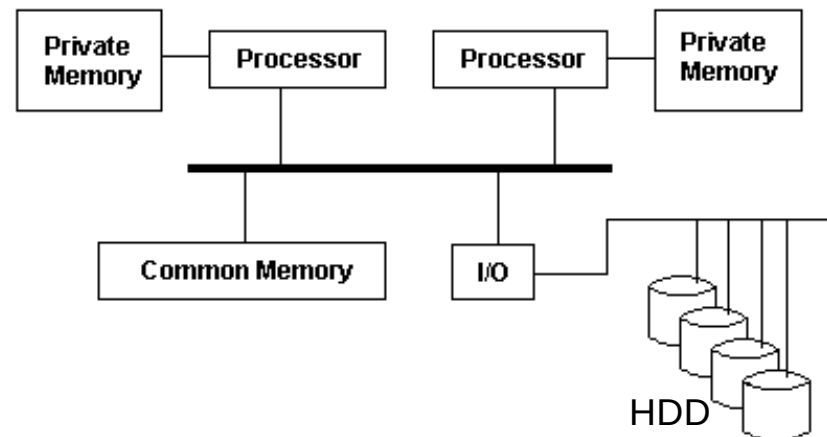 Private
Memory
Processor
Processor
Private
Memory
Common Memory
I/O
HDD